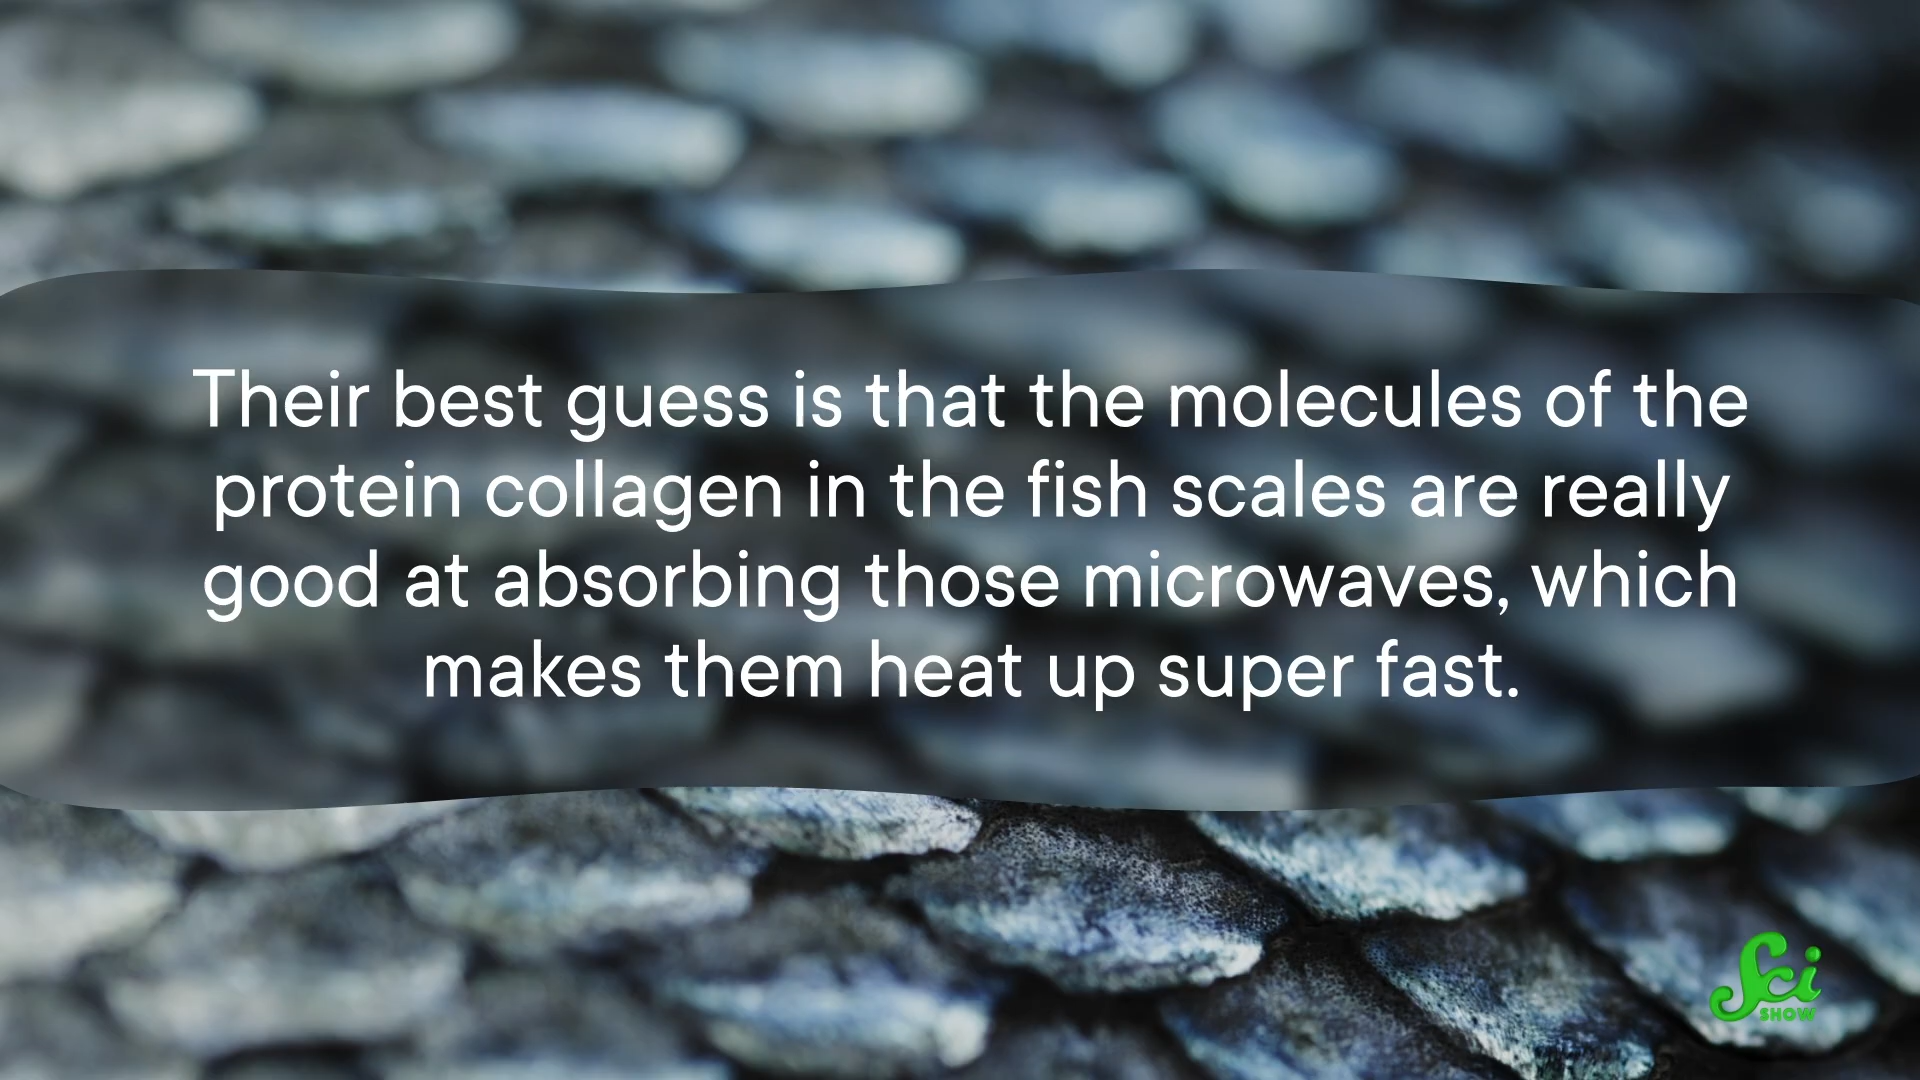 Their best guess is that the molecules of the
protein collagen in the fish scales are really
good at absorbing those microwaves, which
makes them heat up super fast.
Sci
SHOW